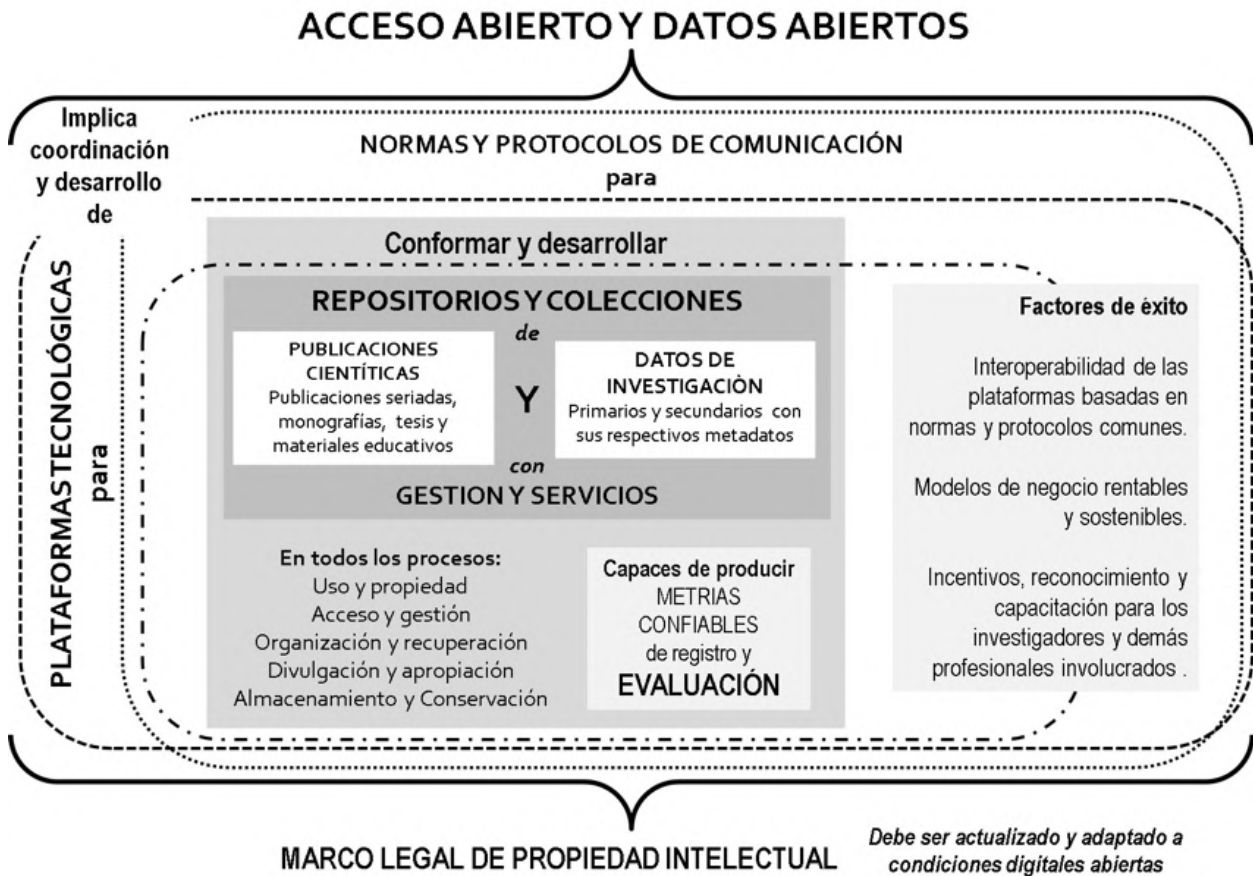 ACCESO ABIERTO Y DATOS ABIERTOS
Implica
coordinación
y desarrollo
de
NORMAS Y PROTOCOLOS DE COMUNICACIÓN
para
PLATAFORMAS TECNOLÓGICAS
para
Conformar y desarrollar
REPOSITORIOS Y COLECCIONES
de
PUBLICACIONES
CIENTÍFICAS
Publicaciones seriadas,
monografías, tesis y
materiales educativos
Y
DATOS DE
INVESTIGACIÒN
Primarios y secundarios con
sus respectivos metadatos
con
GESTION Y SERVICIOS
En todos los procesos:
Uso y propiedad
Acceso y gestión
Organización y recuperación
Divulgación y apropiación
Almacenamiento y Conservación
Capaces de producir
METRIAS
CONFIABLES
de registro y
EVALUACIÓN
Factores de éxito
Interoperabilidad de las
plataformas basadas en
normas y protocolos comunes.
Modelos de negocio rentables
y sostenibles.
Incentivos, reconocimiento y
capacitación para los
investigadores y demás
profesionales involucrados .
MARCO LEGAL DE PROPIEDAD INTELECTUAL
Debe ser actualizado y adaptado a
condiciones digitales abiertas